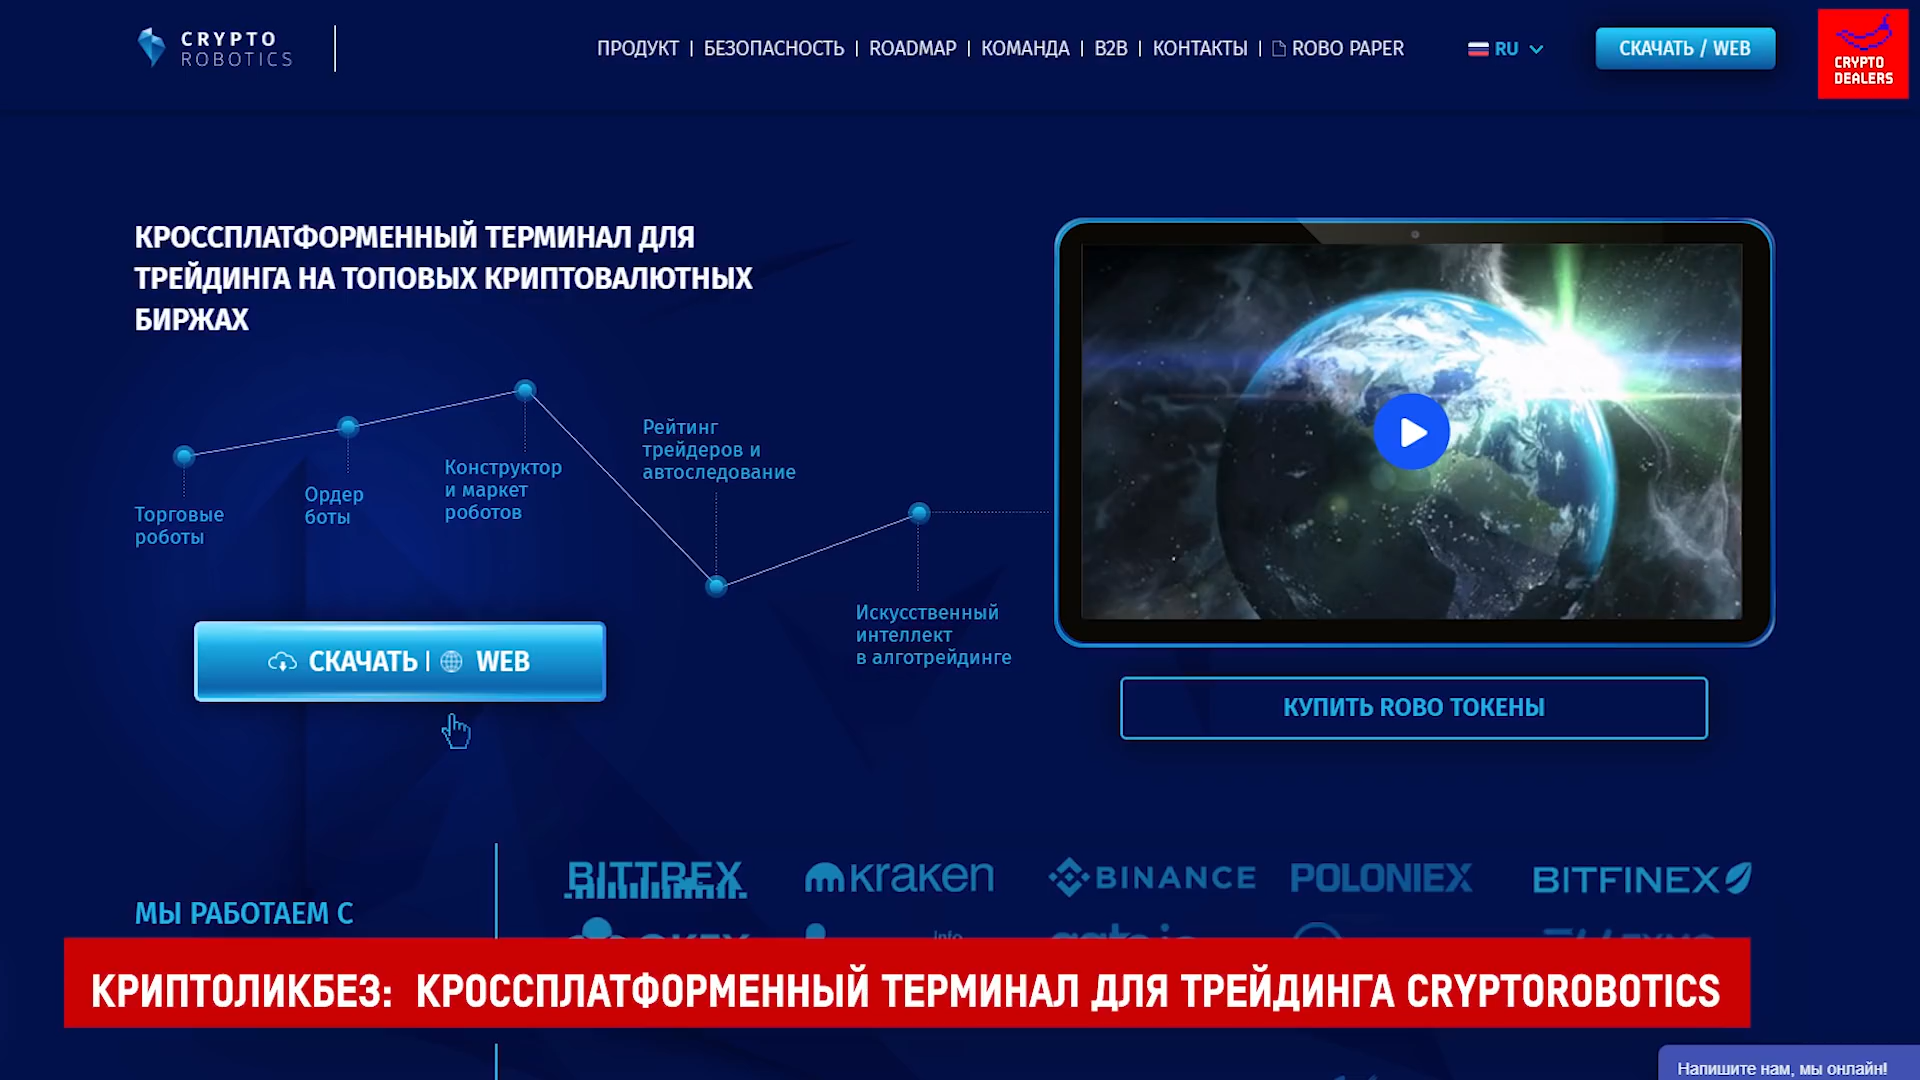 CRYPTO
ROBOTICS
ПРОДУКТ | БЕЗОПАСНОСТЬ | ROADMAP | КОМАНДА | B2B | КОНТАКТЫ | ROBO PAPER
RU
СКАЧАТЬ / WEB
CRYPTO
DEALERS
КРОССПЛАТФОРМЕННЫЙ ТЕРМИНАЛ ДЛЯ
ТРЕЙДИНГА НА ТОПОВЫХ КРИПТОВАЛЮТНЫХ
БИРЖАХ
Торговые
роботы
Ордер
боты
Конструктор
и маркет
роботов
Рейтинг
трейдеров и
автоследование
Искусственный
интеллект
в алготрейдинге
СКАЧАТЬ | WEB
КУПИТЬ ROBO ТОКЕНЫ
МЫ РАБОТАЕМ С
BITTREX
kraken
BINANCE
POLONIEX
BITFINEX
КРИПТОЛИКБЕЗ: КРОССПЛАТФОРМЕННЫЙ ТЕРМИНАЛ ДЛЯ ТРЕЙДИНГА CRYPTOROBOTICS
Напишите нам, мы онлайн!